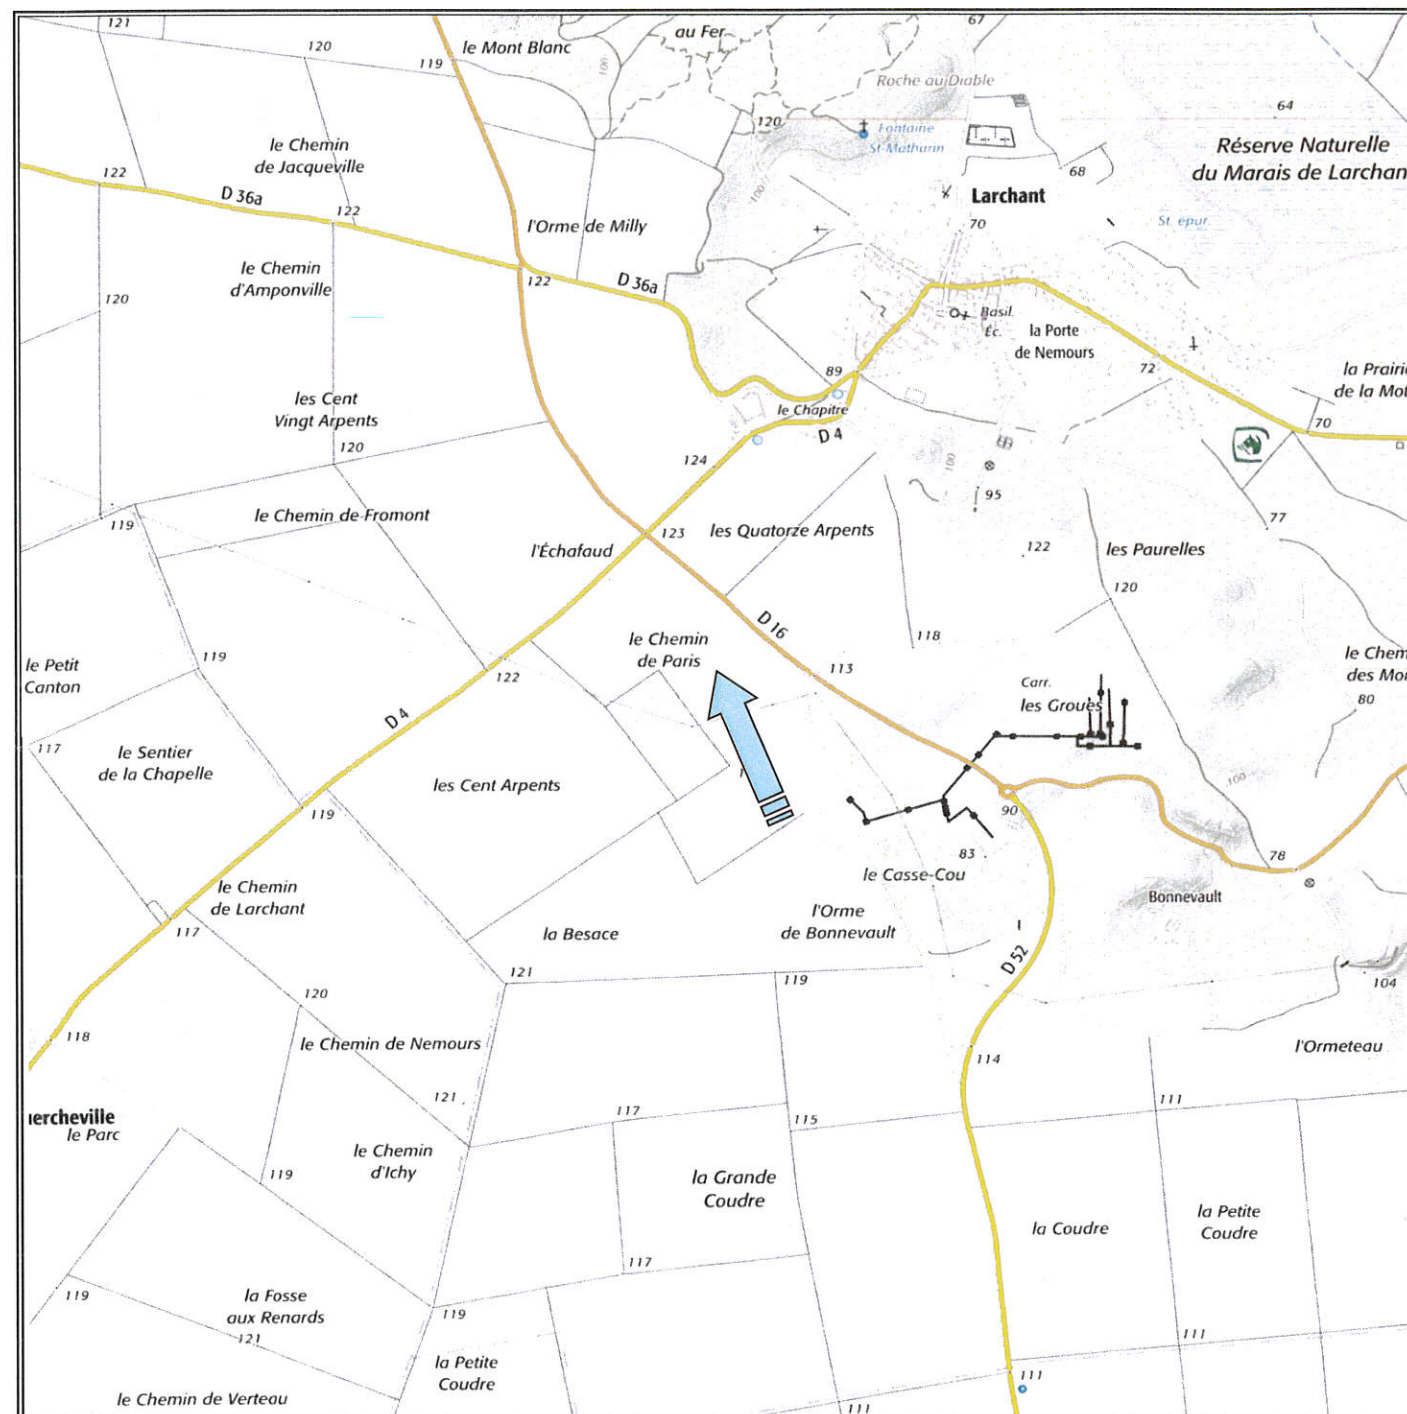 121
67
au Fer
le Mont Blanc
120
119
100
Roche au Diable
64
120
Fontaine
St-Mathurin
le Chemin
de Jacqueville
Réserve Naturelle
du Marais de Larchan
68
122
D 36a
122
100
Larchant
70
St. épur.
l'Orme de Milly
le Chemin
d'Amponville
122
D 36a
120
Basil.
Éc.
la Porte
de Nemours
72
89
la Prairi
de la Mot
les Cent
Vingt Arpents
le Chapitre
D 4
70
120
124
100
95
119
le Chemin de Fromont
123
les Quatorze Arpents
77
l'Échafaud
122
les Paurelles
120
D 16
118
le Chemin
de Paris
le Petit
Canton
119
122
113
le Chem
des Mo
80
Carr.
les Groues
D 4
117
le Sentier
de la Chapelle
les Cent Arpents
100
119
90
83
78
le Casse-Cou
le Chemin
de Larchant
Bonnevault
117
la Besace
l'Orme
de Bonnevault
D 52
121
119
104
120
118
le Chemin de Nemours
114
l'Ormeteau
121
ercheville
le Parc
117
115
111
le Chemin
d'Ichy
119
la Grande
Coudre
la Petite
Coudre
la Coudre
117
119
la Fosse
aux Renards
119
121
111
la Petite
Coudre
111
le Chemin de Verteau
111